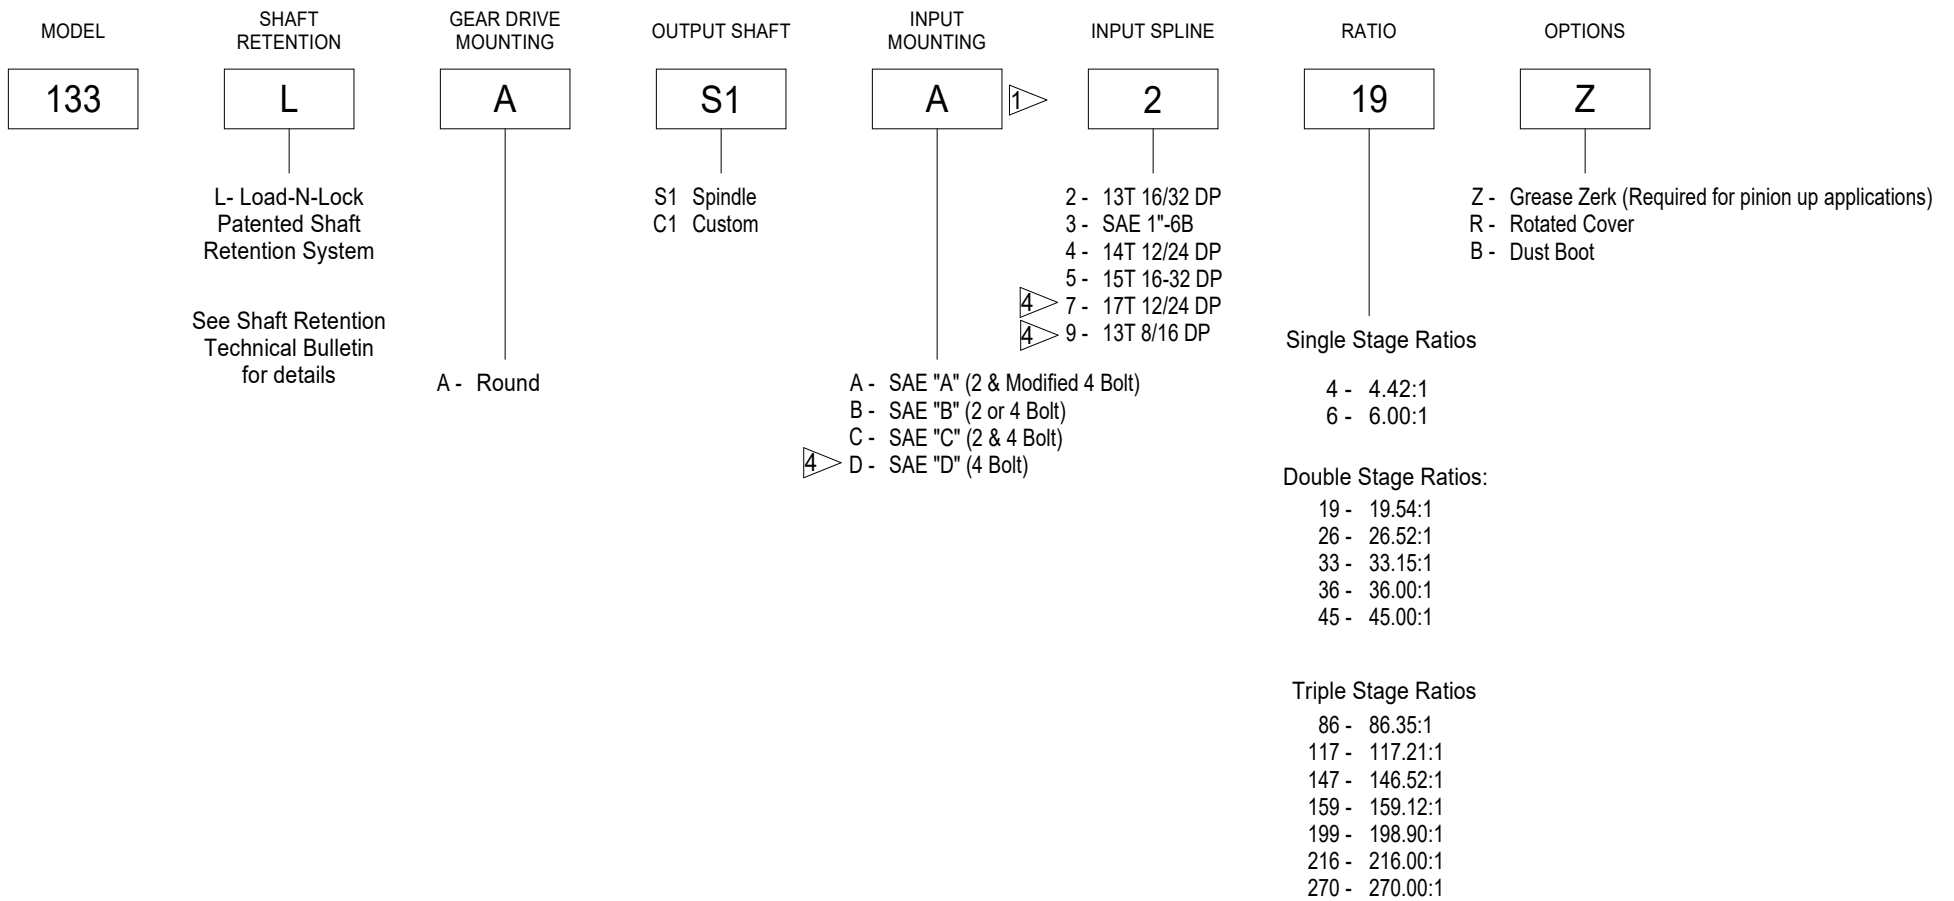 MODEL
SHAFT
RETENTION
GEAR DRIVE
MOUNTING
OUTPUT SHAFT
INPUT
MOUNTING
INPUT SPLINE
RATIO
OPTIONS
133
L
A
S1
A
1
2
19
Z
L- Load-N-Lock
Patented Shaft
Retention System
See Shaft Retention
Technical Bulletin
for details
A - Round
S1 Spindle
C1 Custom
A - SAE "A" (2 & Modified 4 Bolt)
B - SAE "B" (2 or 4 Bolt)
C - SAE "C" (2 & 4 Bolt)
4 D - SAE "D" (4 Bolt)
2 - 13T 16/32 DP
3 - SAE 1"-6B
4 - 14T 12/24 DP
5 - 15T 16-32 DP
4 7 - 17T 12/24 DP
4 9 - 13T 8/16 DP
Single Stage Ratios
4 - 4.42:1
6 - 6.00:1
Double Stage Ratios:
19 - 19.54:1
26 - 26.52:1
33 - 33.15:1
36 - 36.00:1
45 - 45.00:1
Triple Stage Ratios
86 - 86.35:1
117 - 117.21:1
147 - 146.52:1
159 - 159.12:1
199 - 198.90:1
216 - 216.00:1
270 - 270.00:1
Z - Grease Zerk (Required for pinion up applications)
R - Rotated Cover
B - Dust Boot